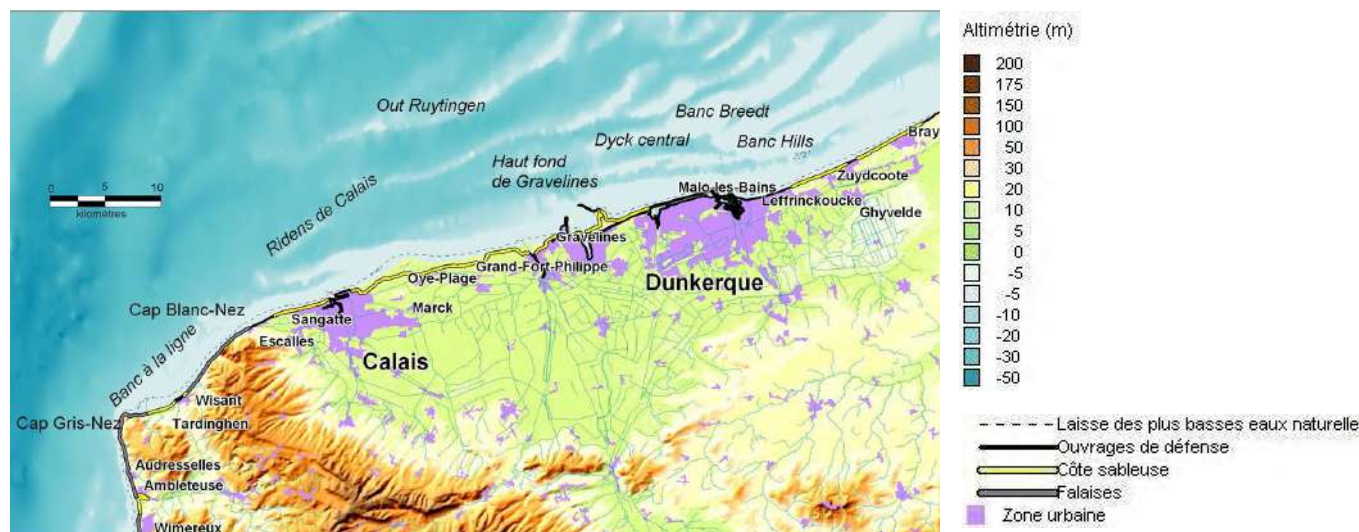 Out Ruytingen
Banc Breedt
Dyck central
Banc Hills
Haut fond
de Gravelines
Ridens de Calais
0 5 10
kilomètres
Bray
Zuydcoote
Malo-les-Bains
Leffrinckoucke
Ghyvelde
Gravelines
Grand-Fort-Philippe
Dunkerque
Oye-Plage
Marck
Cap Blanc-Nez
Sangatte
Escalles
Calais
Banc à la ligne
Wisant
Cap Gris-Nez
Tardinghen
Audresselles
Ambleteuse
Wimereux
Altimétrie (m)
200
175
150
100
50
30
20
10
5
0
-5
-5
-10
-20
-30
-50
Laisse des plus basses eaux naturelle
Ouvrages de défense
Côte sableuse
Falaises
Zone urbaine